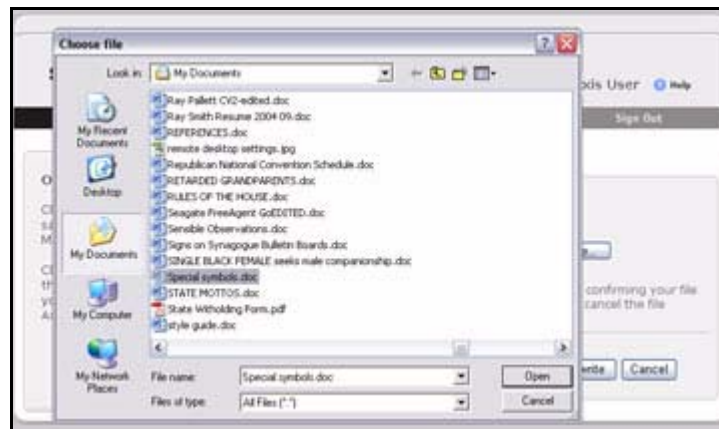 Choose file
Look in: My Documents
My Recent Documents
Desktop
My Documents
My Computer
My Network Places
Ray Pallett CV2-edited.doc
Ray Smith Resume 2004 09.doc
REFERENCES.doc
remote desktop settings.jpg
Republican National Convention Schedule.doc
RETARDED GRANDPARENTS.doc
RULES OF THE HOUSE.doc
Seagate FreeAgent GoEDITED.doc
Sensible Observations.doc
Signs on Synagogue Bulletin Boards.doc
SINGLE BLACK FEMALE seeks male companionship.doc
Special symbols.doc
STATE MOTTOS.doc
State Witholding Form.pdf
style guide.doc
File name: Special symbols.doc
Open
Files of type: All Files (*.*)
Cancel
User Help
Sign Out
confirming your file
cancel the file
Cancel